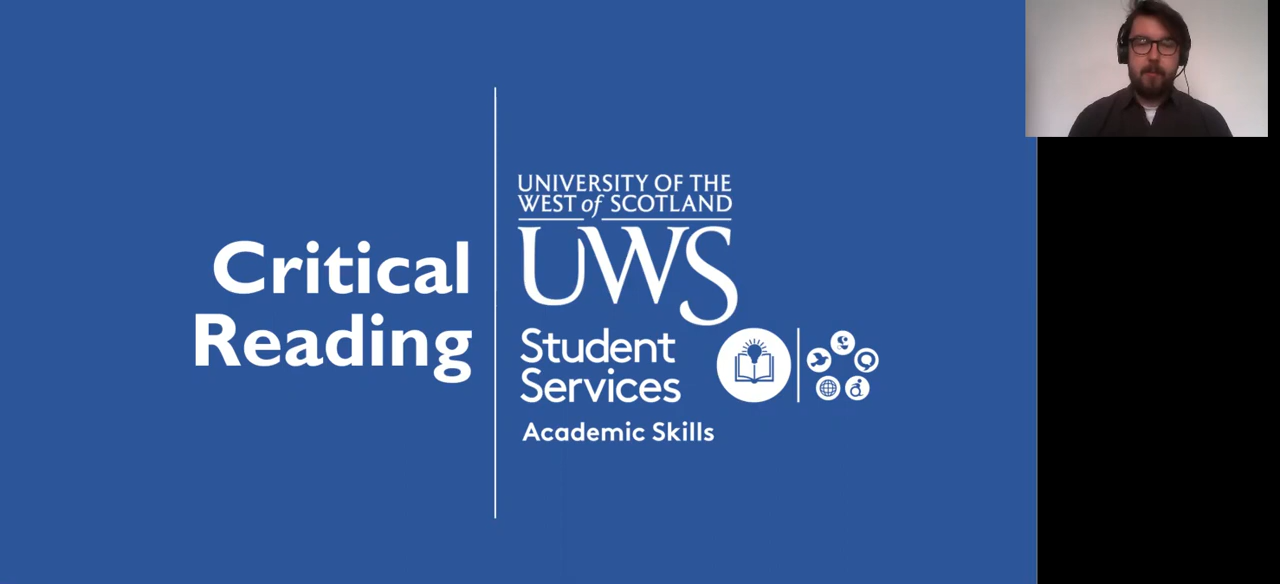 Critical
Reading
UNIVERSITY OF THE
WEST of SCOTLAND
UWS
Student
Services
Academic Skills